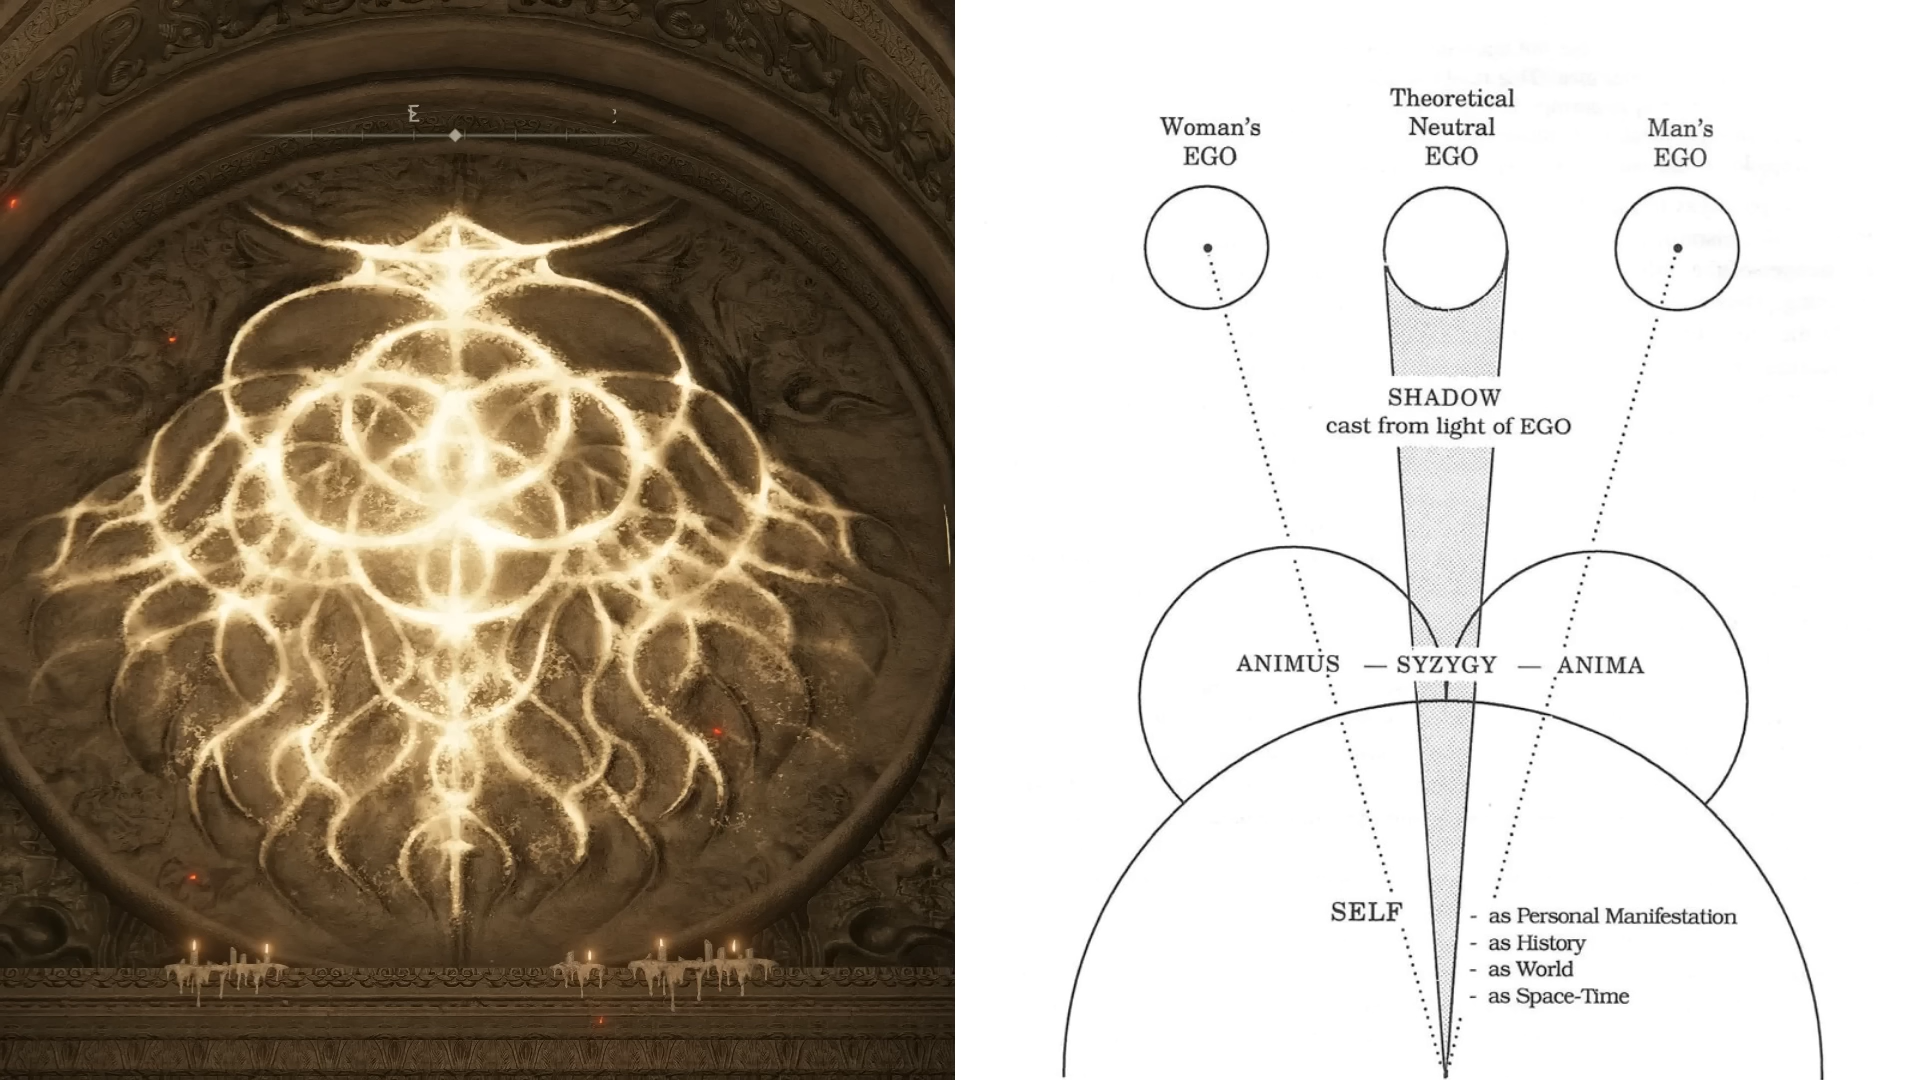 E
Woman's
EGO
Theoretical
Neutral
EGO
Man's
EGO
SHADOW
cast from light of EGO
ANIMUS — SYZYGY — ANIMA
SELF
- as Personal Manifestation
- as History
- as World
- as Space-Time